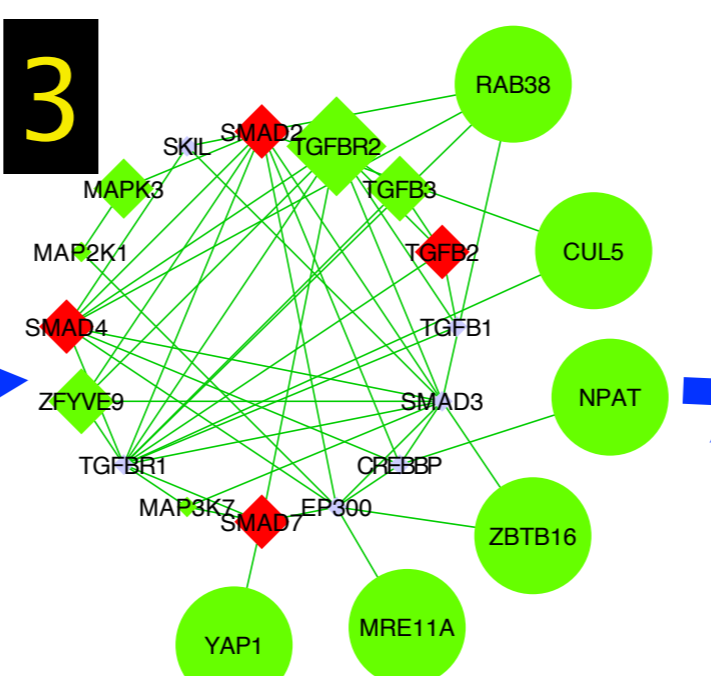 3
RAB38
SMAD2
SKIL
TGFBR2
MAPK3
TGFB3
MAP2K1
TGFB2
CUL5
SMAD4
TGFB1
ZFYVE9
SMAD3
NPAT
TGFBR1
CREBBP
MAP3K7
EP300
SMAD7
ZBTB16
MRE11A
YAP1